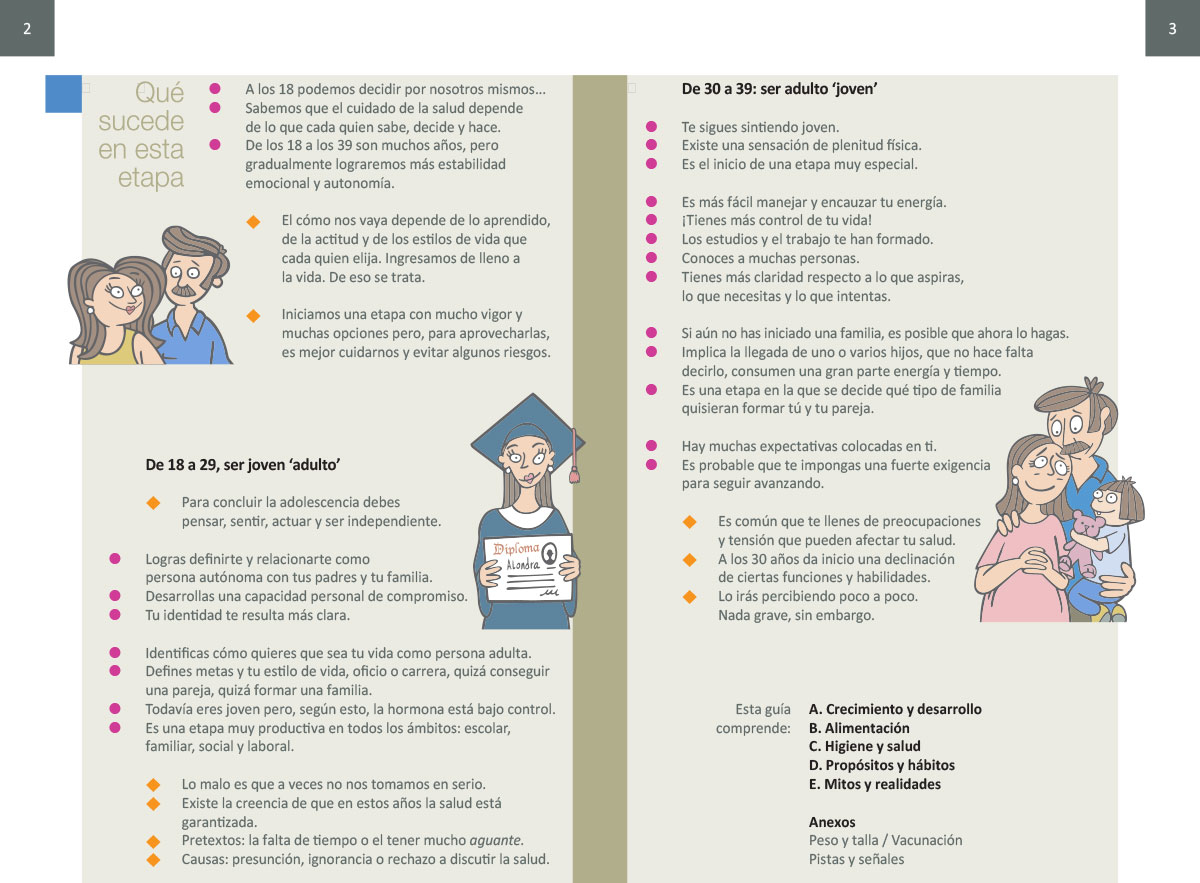 2
3
Qué
sucede
en esta
etapa
A los 18 podemos decidir por nosotros mismos...
Sabemos que el cuidado de la salud depende
de lo que cada quien sabe, decide y hace.
De los 18 a los 39 son muchos años, pero
gradualmente lograremos más estabilidad
emocional y autonomía.
El cómo nos vaya depende de lo aprendido,
de la actitud y de los estilos de vida que
cada quien elija. Ingresamos de lleno a
la vida. De eso se trata.
Iniciamos una etapa con mucho vigor y
muchas opciones pero, para aprovecharlas,
es mejor cuidarnos y evitar algunos riesgos.
De 18 a 29, ser joven ‘adulto’
Para concluir la adolescencia debes
pensar, sentir, actuar y ser independiente.
Logras definirte y relacionarte como
persona autónoma con tus padres y tu familia.
Desarrollas una capacidad personal de compromiso.
Tu identidad te resulta más clara.
Diploma
Alondra
Identificas cómo quieres que sea tu vida como persona adulta.
Defines metas y tu estilo de vida, oficio o carrera, quizá conseguir
una pareja, quizá formar una familia.
Todavía eres joven pero, según esto, la hormona está bajo control.
Es una etapa muy productiva en todos los ámbitos: escolar,
familiar, social y laboral.
Lo malo es que a veces no nos tomamos en serio.
Existe la creencia de que en estos años la salud está
garantizada.
Pretextos: la falta de tiempo o el tener mucho aguante.
Causas: presunción, ignorancia o rechazo a discutir la salud.
De 30 a 39: ser adulto ‘joven’
Te sigues sintiendo joven.
Existe una sensación de plenitud física.
Es el inicio de una etapa muy especial.
Es más fácil manejar y encauzar tu energía.
¡Tienes más control de tu vida!
Los estudios y el trabajo te han formado.
Conoces a muchas personas.
Tienes más claridad respecto a lo que aspiras,
lo que necesitas y lo que intentas.
Si aún no has iniciado una familia, es posible que ahora lo hagas.
Implica la llegada de uno o varios hijos, que no hace falta
decirlo, consumen una gran parte energía y tiempo.
Es una etapa en la que se decide qué tipo de familia
quisieran formar tú y tu pareja.
Hay muchas expectativas colocadas en ti.
Es probable que te impongas una fuerte exigencia
para seguir avanzando.
Es común que te llenes de preocupaciones
y tensión que pueden afectar tu salud.
A los 30 años da inicio una declinación
de ciertas funciones y habilidades.
Lo irás percibiendo poco a poco.
Nada grave, sin embargo.
Esta guía
comprende:
A. Crecimiento y desarrollo
B. Alimentación
C. Higiene y salud
D. Propósitos y hábitos
E. Mitos y realidades
Anexos
Peso y talla / Vacunación
Pistas y señales